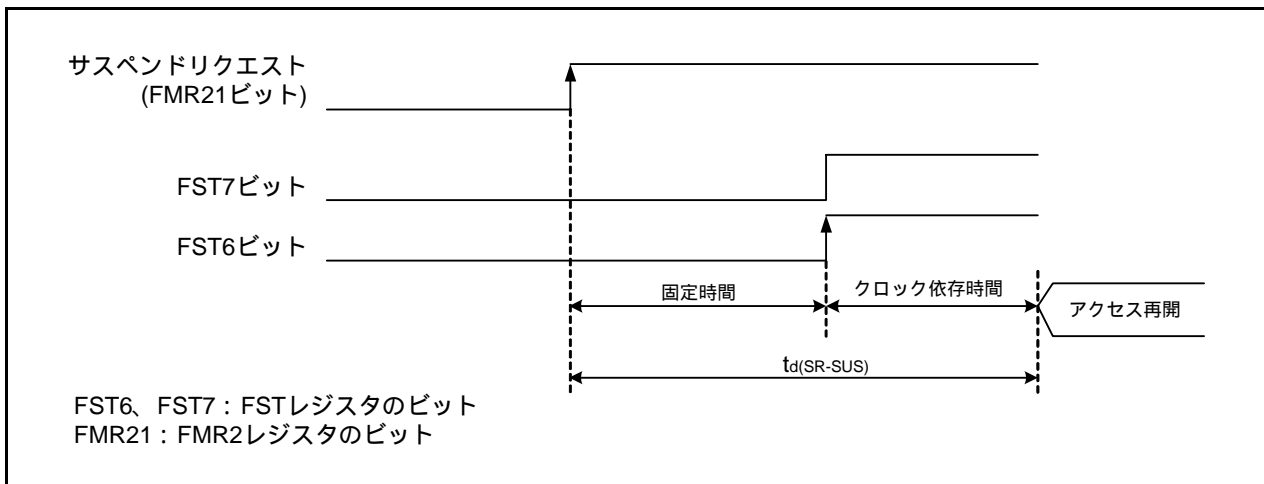 サスペンドリクエスト
(FMR21ビット)
FST7ビット
FST6ビット
固定時間
クロック依存時間
アクセス再開
td(SR-SUS)
FST6、FST7：FSTレジスタのビット
FMR21：FMR2レジスタのビット